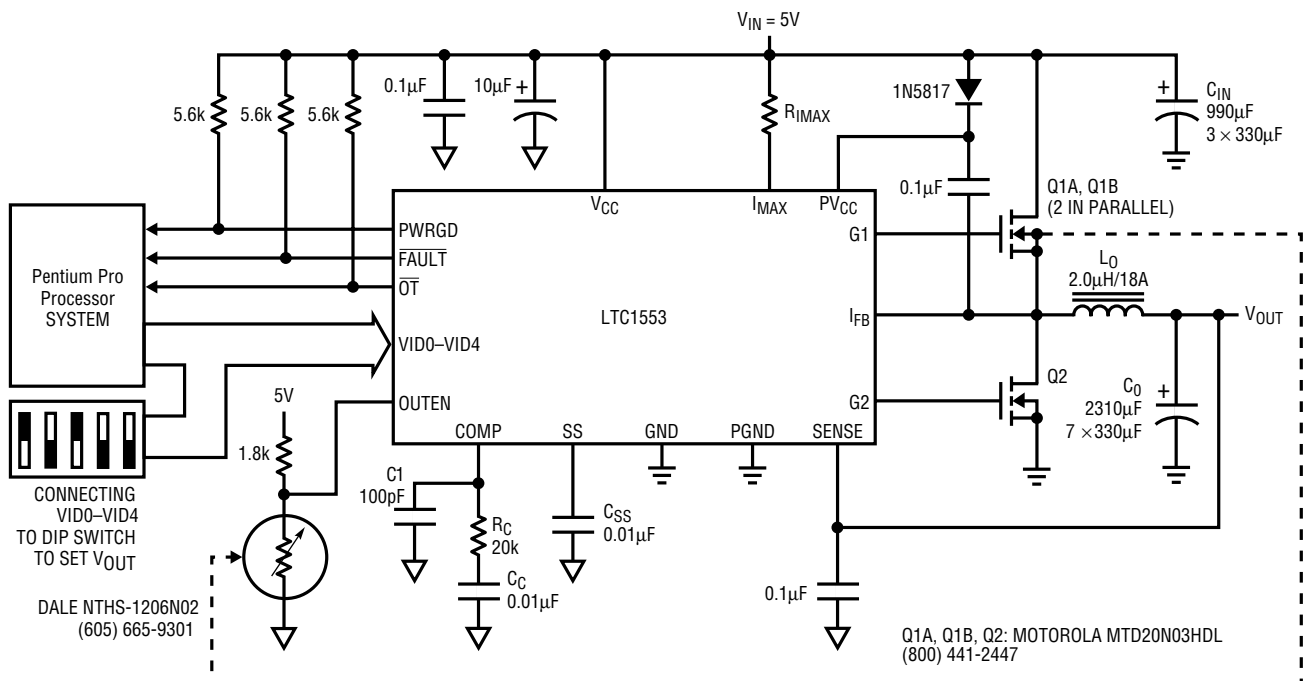 V_IN = 5V
5.6k
5.6k
5.6k
0.1µF
10µF
+
R_IMAX
1N5817
+
C_IN
990µF
3 × 330µF
0.1µF
Q1A, Q1B
(2 IN PARALLEL)
Pentium Pro
Processor
SYSTEM
PWRGD
FAULT
OT
VID0–VID4
OUTEN
V_CC
I_MAX
PV_CC
G1
I_FB
G2
LTC1553
COMP
SS
GND
PGND
SENSE
L_O
2.0µH/18A
V_OUT
Q2
C_0
+
2310µF
7 ×330µF
5V
1.8k
CONNECTING
VID0–VID4
TO DIP SWITCH
TO SET V_OUT
C1
100pF
R_C
20k
C_C
0.01µF
C_SS
0.01µF
0.1µF
DALE NTHS-1206N02
(605) 665-9301
Q1A, Q1B, Q2: MOTOROLA MTD20N03HDL
(800) 441-2447